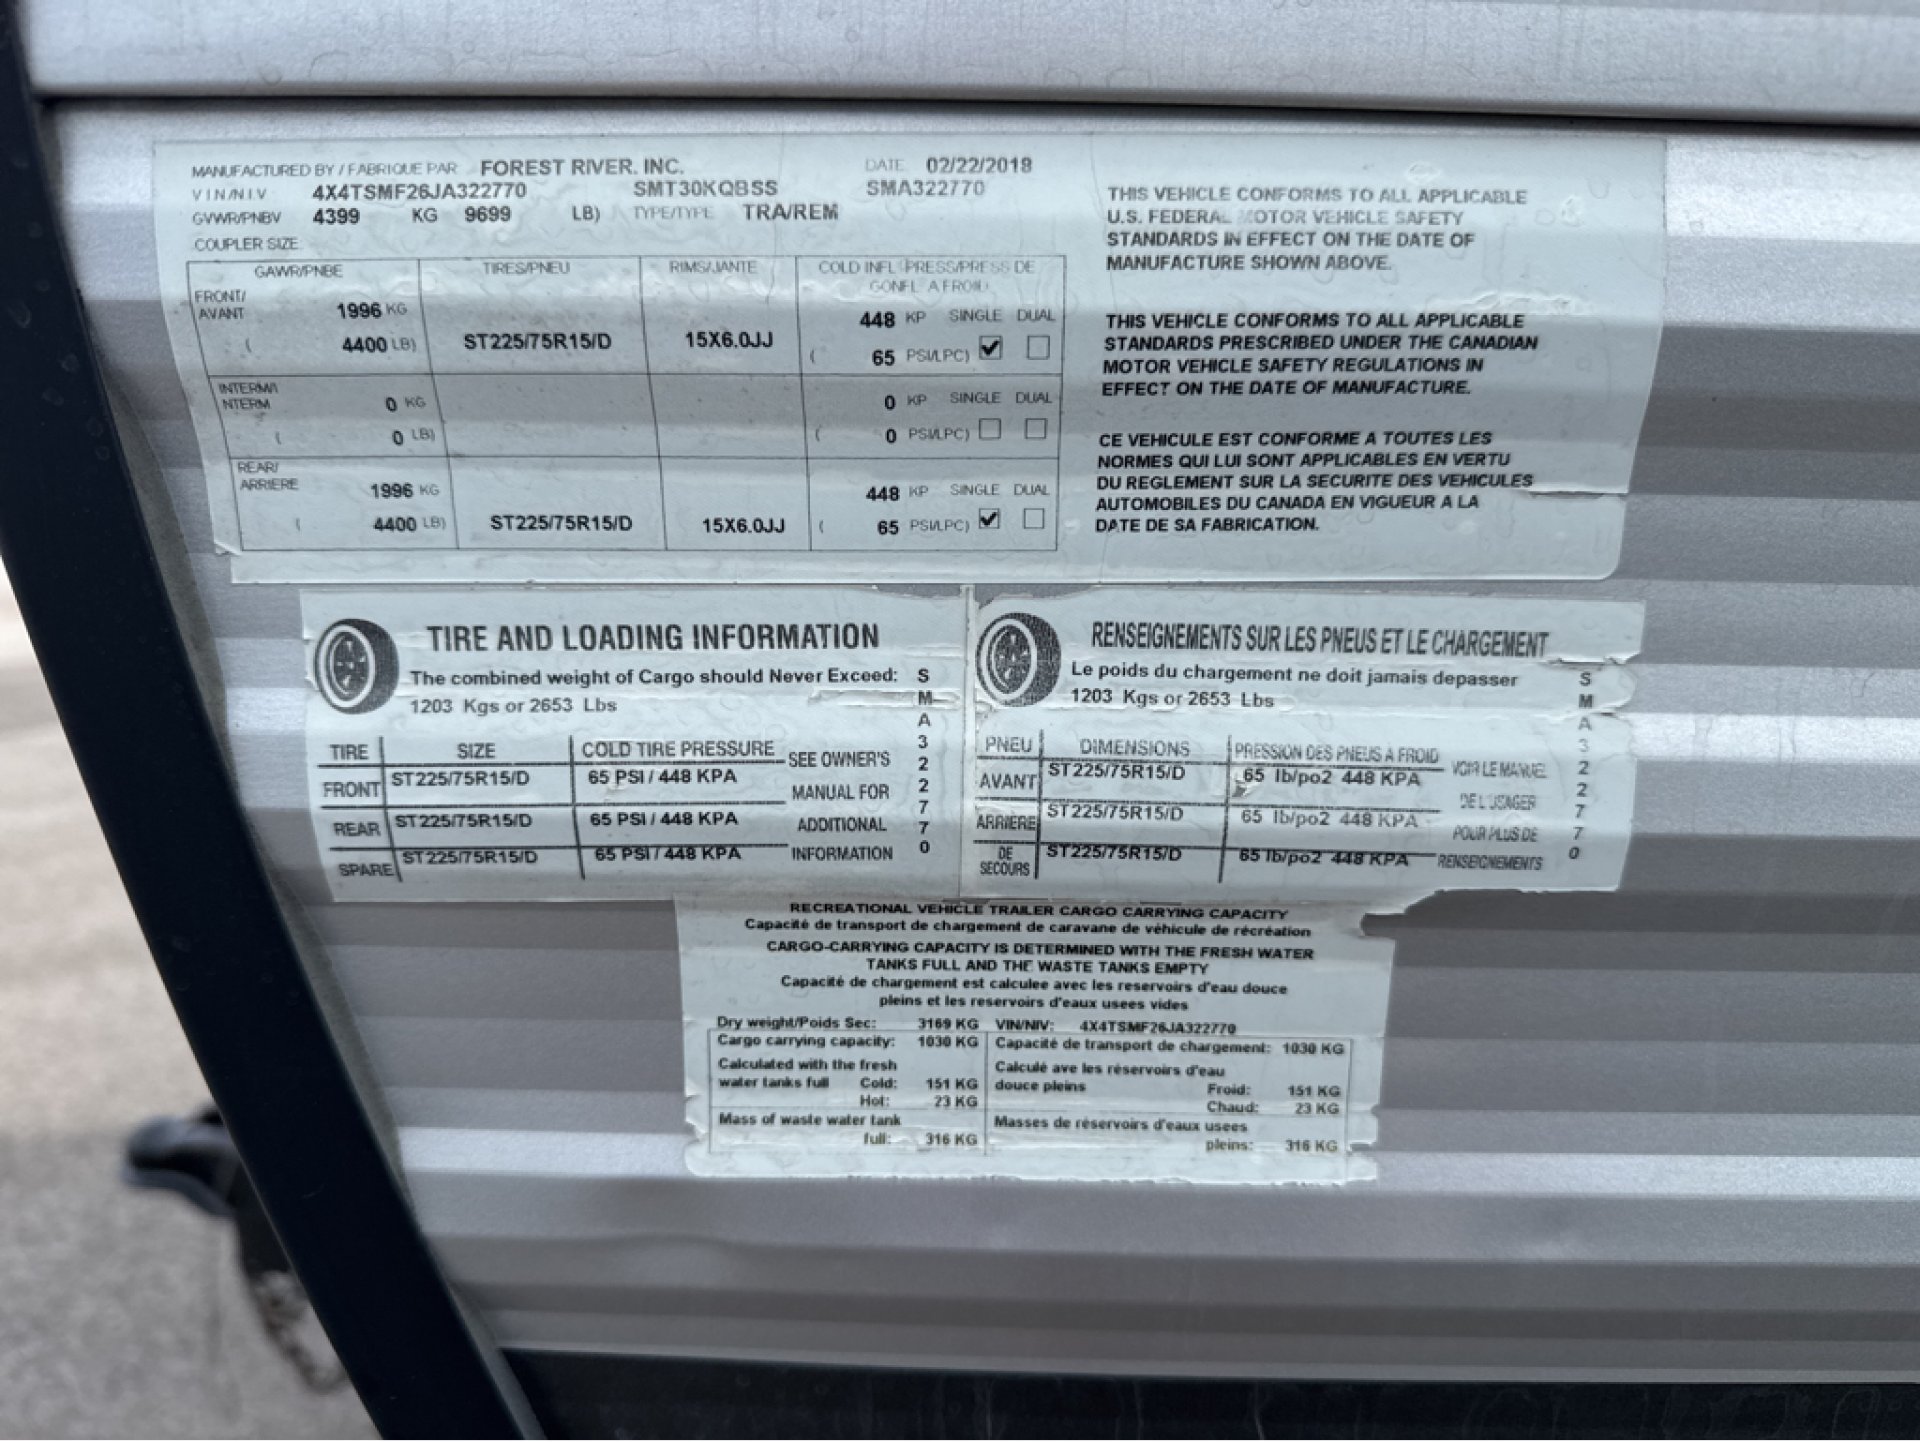 MANUFACTURED BY / FABRIQUE PAR FOREST RIVER, INC. DATE 02/22/2018
VIN/NIV 4X4TSMF26JA322770 SMT30KQBSS SMA322770
GVWR/PNBV 4399 KG 9699 LB) TYPE/TYPE TRA/REM
COUPLER SIZE
GAWR/PNBE TIRES/PNEU RIMS/JANTE COLD INFL PRESS/PRESS DE
GONFL A FROID
FRONT/
AVANT 1996 KG 448 KP SINGLE DUAL
( 4400 LB) ST225/75R15/D 15X6.0JJ ( 65 PSI/LPC)
INTERM/I
NTERM 0 KG 0 KP SINGLE DUAL
( 0 LB) ( 0 PSI/LPC)
REAR/
ARRIERE 1996 KG 448 KP SINGLE DUAL
( 4400 LB) ST225/75R15/D 15X6.0JJ ( 65 PSI/LPC)
THIS VEHICLE CONFORMS TO ALL APPLICABLE
U.S. FEDERAL MOTOR VEHICLE SAFETY
STANDARDS IN EFFECT ON THE DATE OF
MANUFACTURE SHOWN ABOVE.
THIS VEHICLE CONFORMS TO ALL APPLICABLE
STANDARDS PRESCRIBED UNDER THE CANADIAN
MOTOR VEHICLE SAFETY REGULATIONS IN
EFFECT ON THE DATE OF MANUFACTURE.
CE VEHICULE EST CONFORME A TOUTES LES
NORMES QUI LUI SONT APPLICABLES EN VERTU
DU REGLEMENT SUR LA SECURITE DES VEHICULES
AUTOMOBILES DU CANADA EN VIGUEUR A LA
DATE DE SA FABRICATION.
TIRE AND LOADING INFORMATION
The combined weight of Cargo should Never Exceed:
1203 Kgs or 2653 Lbs
TIRE SIZE COLD TIRE PRESSURE
FRONT ST225/75R15/D 65 PSI / 448 KPA
REAR ST225/75R15/D 65 PSI / 448 KPA
SPARE ST225/75R15/D 65 PSI / 448 KPA
SEE OWNER'S
MANUAL FOR
ADDITIONAL
INFORMATION
SMA322770
RENSEIGNEMENTS SUR LES PNEUS ET LE CHARGEMENT
Le poids du chargement ne doit jamais depasser
1203 Kgs or 2653 Lbs
PNEU DIMENSIONS PRESSION DES PNEUS À FROID
AVANT ST225/75R15/D 65 lb/po2 448 KPA
ARRIERE ST225/75R15/D 65 lb/po2 448 KPA
DE
SECOURS ST225/75R15/D 65 lb/po2 448 KPA
VOIR LE MANUEL
DE L'USAGER
POUR PLUS DE
RENSEIGNEMENTS
SMA322770
RECREATIONAL VEHICLE TRAILER CARGO CARRYING CAPACITY
Capacité de transport de chargement de caravane de véhicule de récréation
CARGO-CARRYING CAPACITY IS DETERMINED WITH THE FRESH WATER
TANKS FULL AND THE WASTE TANKS EMPTY
Capacité de chargement est calculee avec les reservoirs d'eau douce
pleins et les reservoirs d'eaux usees vides
Dry weight/Poids Sec: 3169 KG VIN/NIV: 4X4TSMF26JA322770
Cargo carrying capacity: 1030 KG
Calculated with the fresh
water tanks full Cold: 151 KG
Hot: 23 KG
Mass of waste water tank
full: 316 KG
Capacité de transport de chargement: 1030 KG
Calculé ave les réservoirs d'eau
douce pleins Froid: 151 KG
Chaud: 23 KG
Masses de réservoirs d'eaux usees
pleins: 316 KG